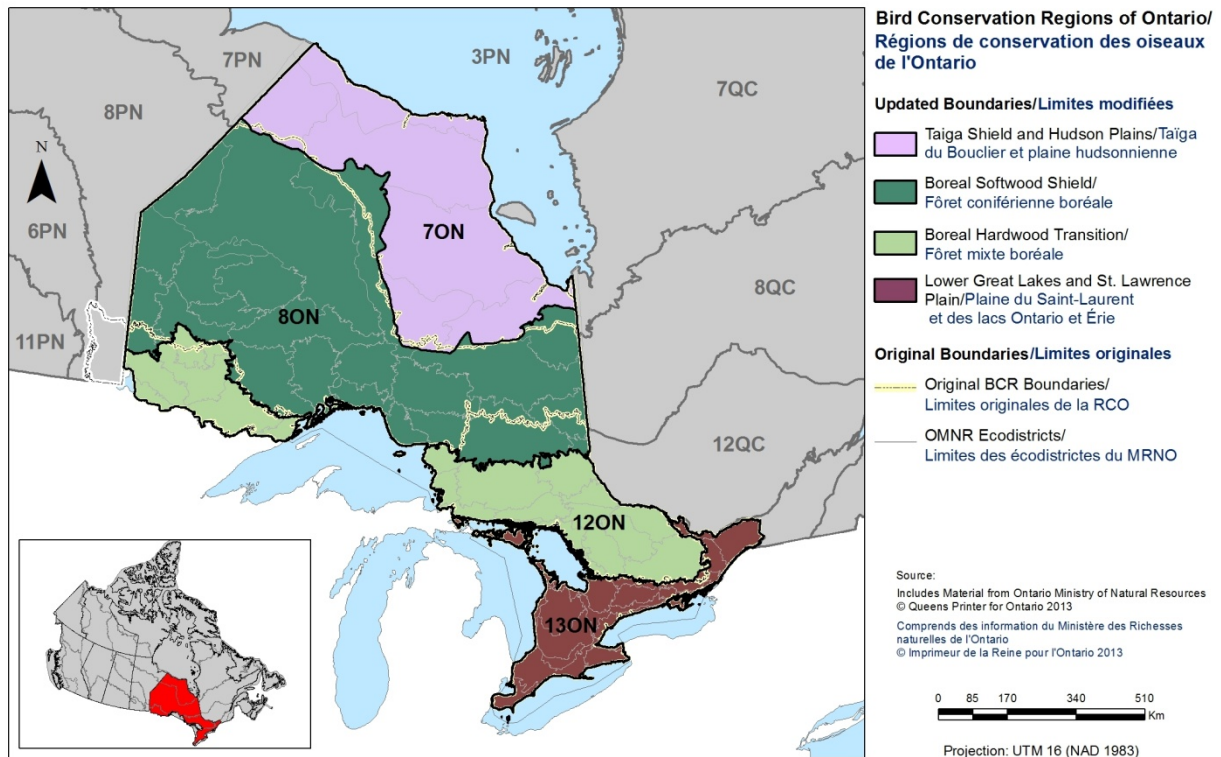 7PN
3PN
8PN
7QC
N
6PN
7ON
8QC
8ON
11PN
12QC
12ON
13ON
Bird Conservation Regions of Ontario/
Régions de conservation des oiseaux
de l'Ontario
Updated Boundaries/Limites modifiées
Taiga Shield and Hudson Plains/Taïga
du Bouclier et plaine hudsonnienne
Boreal Softwood Shield/
Fôret coniférienne boréale
Boreal Hardwood Transition/
Fôret mixte boréale
Lower Great Lakes and St. Lawrence
Plain/Plaine du Saint-Laurent
et des lacs Ontario et Érie
Original Boundaries/Limites originales
Original BCR Boundaries/
Limites originales de la RCO
OMNR Ecodistricts/
Limites des écodistrictes du MRNO
Source:
Includes Material from Ontario Ministry of Natural Resources
© Queens Printer for Ontario 2013
Comprends des information du Ministère des Richesses
naturelles de l'Ontario
© Imprimeur de la Reine pour l'Ontario 2013
0 85 170 340 510
Km
Projection: UTM 16 (NAD 1983)